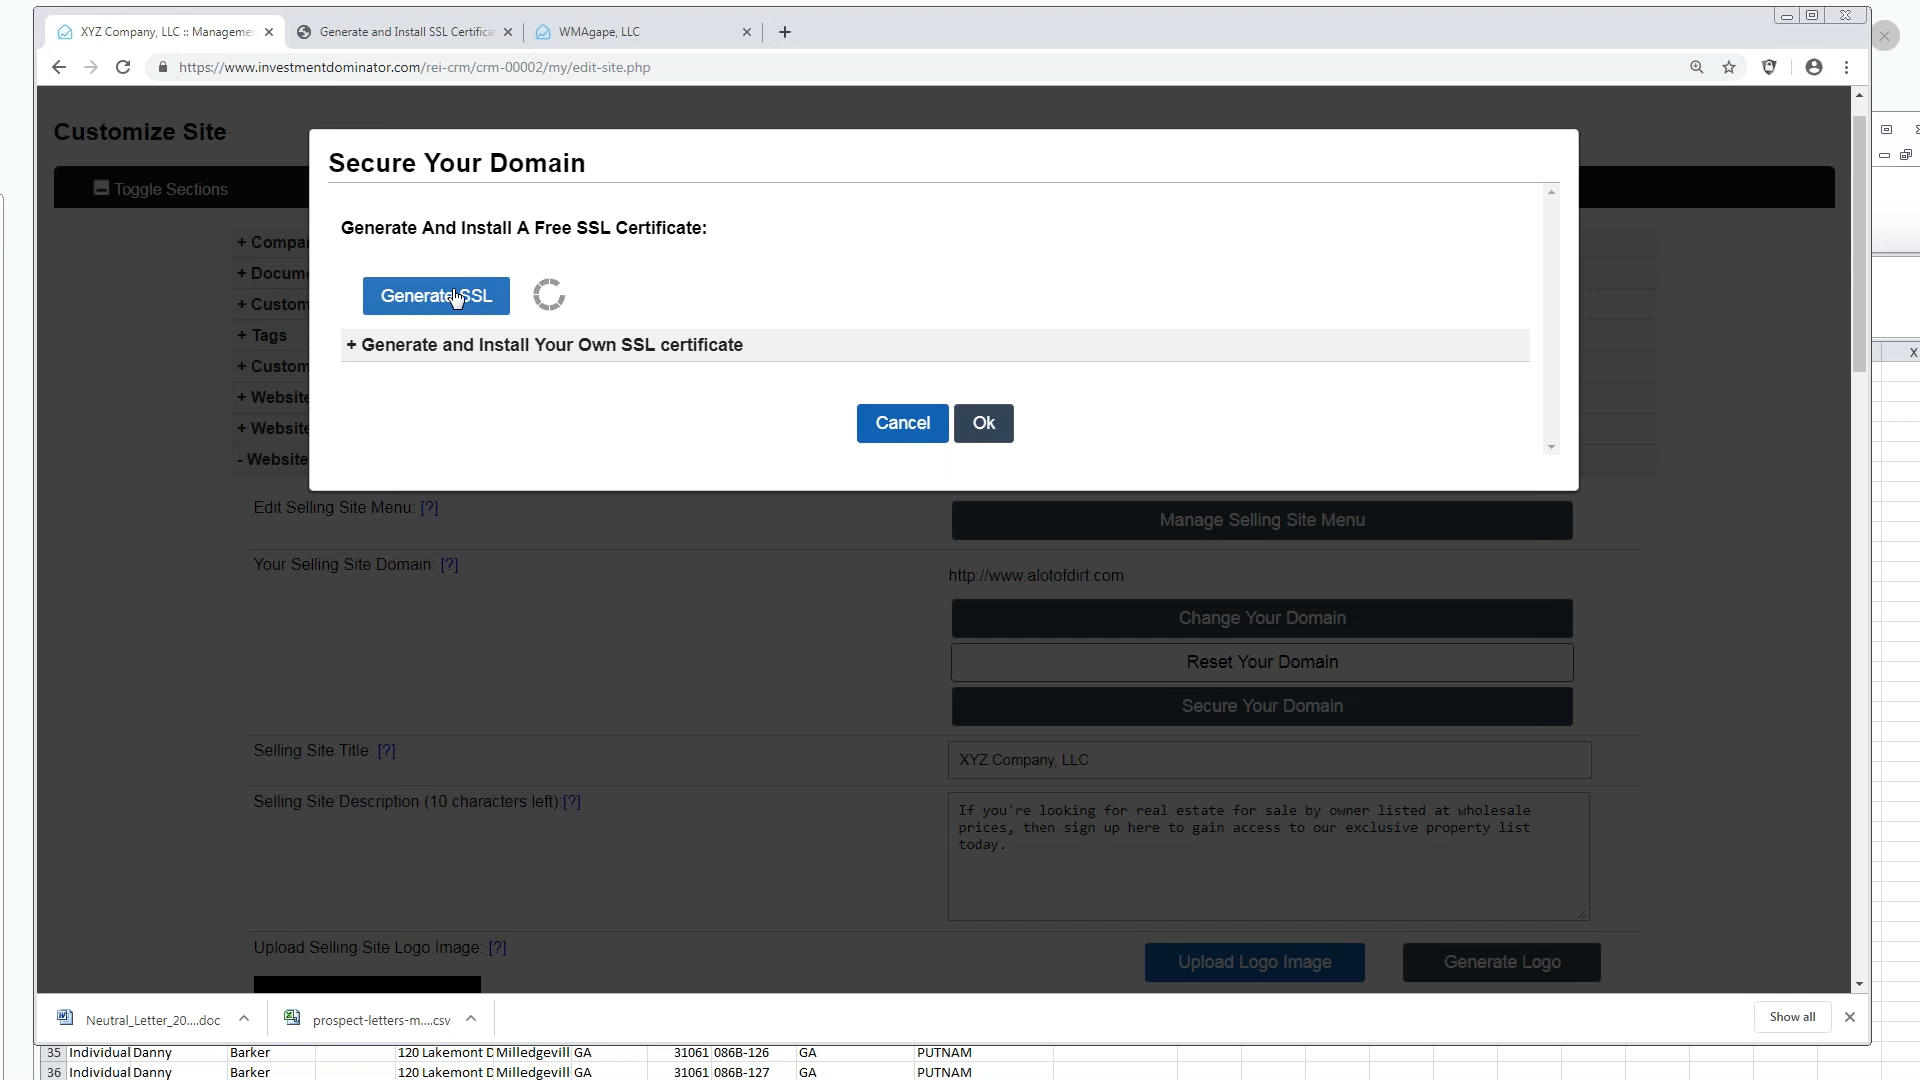 XYZ Company, LLC :: Manageme
Generate and Install SSL Certifica
WMAgape, LLC
https://www.investmentdominator.com/rei-crm/crm-00002/my/edit-site.php
Customize Site
Toggle Sections
Secure Your Domain
Generate And Install A Free SSL Certificate:
Generate SSL
+ Generate and Install Your Own SSL certificate
Cancel Ok
+ Compa
+ Docum
+ Custom
+ Tags
+ Custom
+ Website
+ Website
- Website
X
Edit Selling Site Menu: [?]
Manage Selling Site Menu
Your Selling Site Domain: [?]
http://www.alotofdirt.com
Change Your Domain
Reset Your Domain
Secure Your Domain
Selling Site Title: [?]
XYZ Company, LLC
Selling Site Description (10 characters left):[?]
If you're looking for real estate for sale by owner listed at wholesale
prices, then sign up here to gain access to our exclusive property list
today.
Upload Selling Site Logo Image: [?]
Upload Logo Image
Generate Logo
Neutral_Letter_20....doc
prospect-letters-m....csv
Show all
35 Individual Danny Barker 120 Lakemont D Milledgevill GA 31061 086B-126 GA PUTNAM
36 Individual Danny Barker 120 Lakemont D Milledgevill GA 31061 086B-127 GA PUTNAM